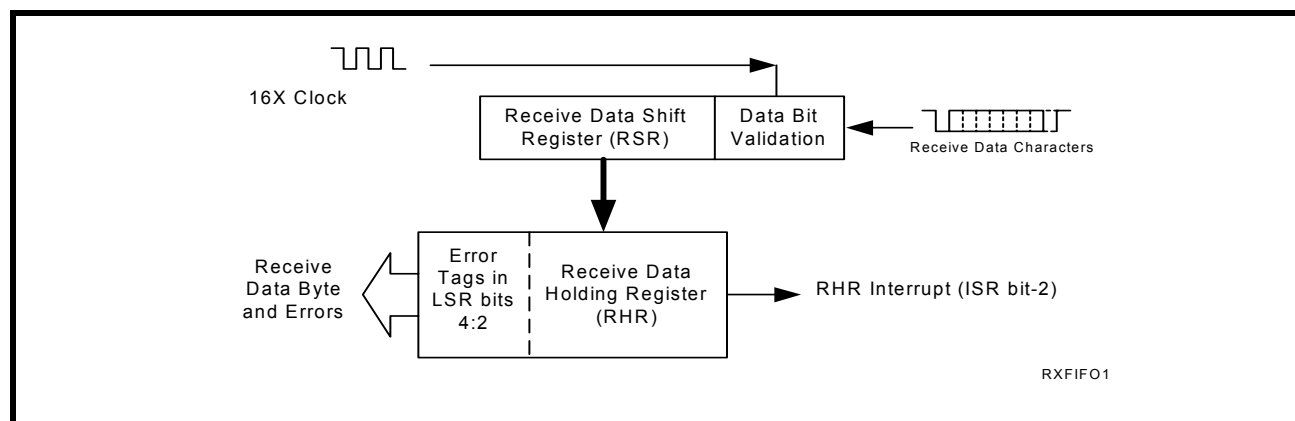 16X Clock
Receive Data Shift
Register (RSR)
Data Bit
Validation
Receive Data Characters
Receive
Data Byte
and Errors
Error
Tags in
LSR bits
4:2
Receive Data
Holding Register
(RHR)
RHR Interrupt (ISR bit-2)
RXFIFO1